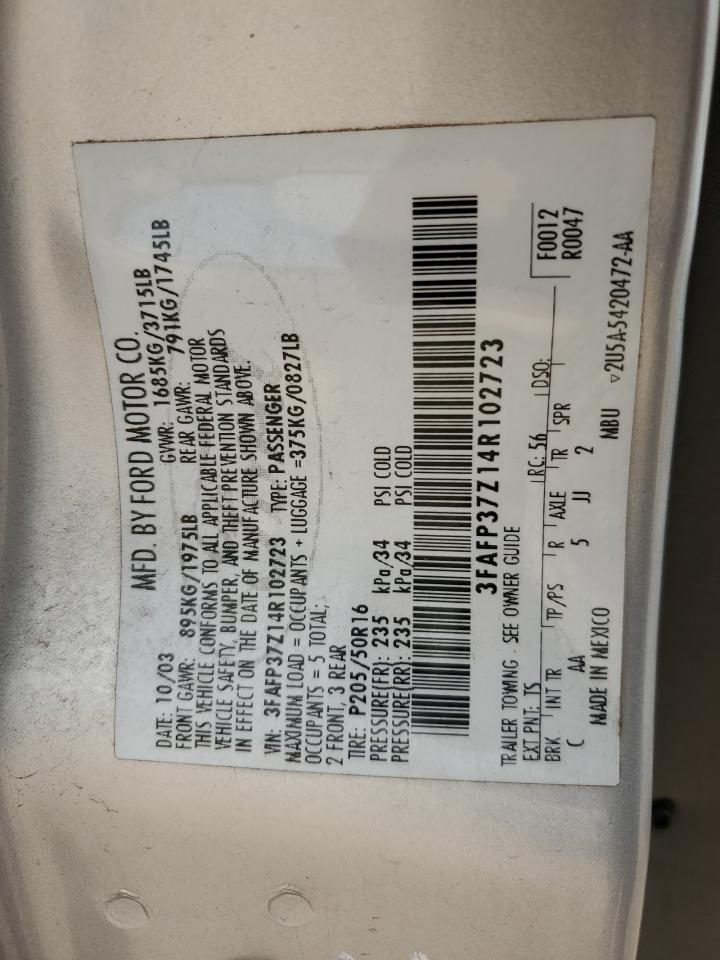 MFD. BY FORD MOTOR CO.
DATE: 10/03 GVWR: 1685KG/3715LB
FRONT GAWR: 895KG/1975LB REAR GAWR: 791KG/1745LB
THIS VEHICLE CONFORMS TO ALL APPLICABLE FEDERAL MOTOR
VEHICLE SAFETY, BUMPER, AND THEFT PREVENTION STANDARDS
IN EFFECT ON THE DATE OF MANUFACTURE SHOWN ABOVE.
VIN: 3FAFP37Z14R102723 TYPE: PASSENGER
MAXIMUM LOAD = OCCUPANTS + LUGGAGE =375KG/0827LB
OCCUPANTS = 5 TOTAL;
2 FRONT, 3 REAR
TIRE: P205/50R16
PRESSURE(FR): 235 kPa/34 PSI COLD
PRESSURE(RR): 235 kPa/34 PSI COLD
3FAFP37Z14R102723
TRAILER TOWING - SEE OWNER GUIDE
EXT PNT: TS RC: 56 DSO:
F0012
R0047
BRK INT TR TP/PS R AXLE TR SPR
C AA 5 JJ 2
MADE IN MEXICO MBU ▽2U5A-5420472-AA